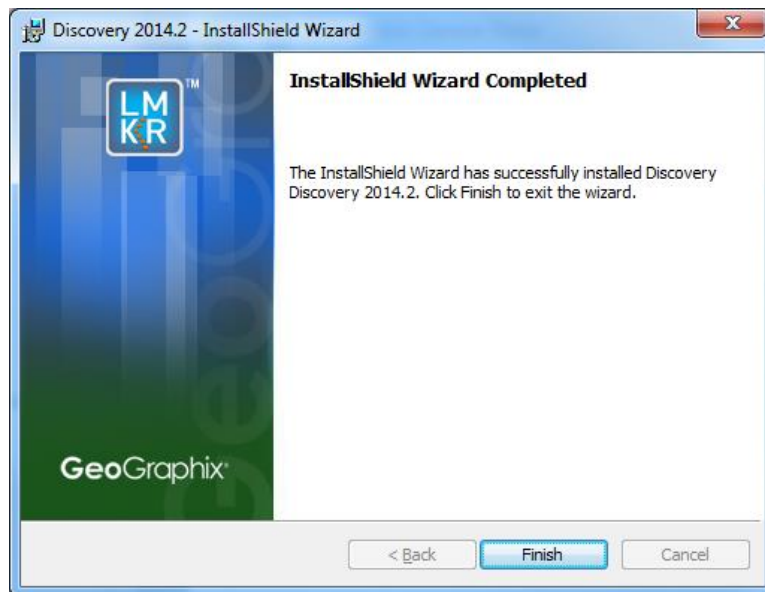 Discovery 2014.2 - InstallShield Wizard
LM
KR
TM
InstallShield Wizard Completed
The InstallShield Wizard has successfully installed Discovery
Discovery 2014.2. Click Finish to exit the wizard.
GeoGraphix
GeoGraphix
< Back
Finish
Cancel